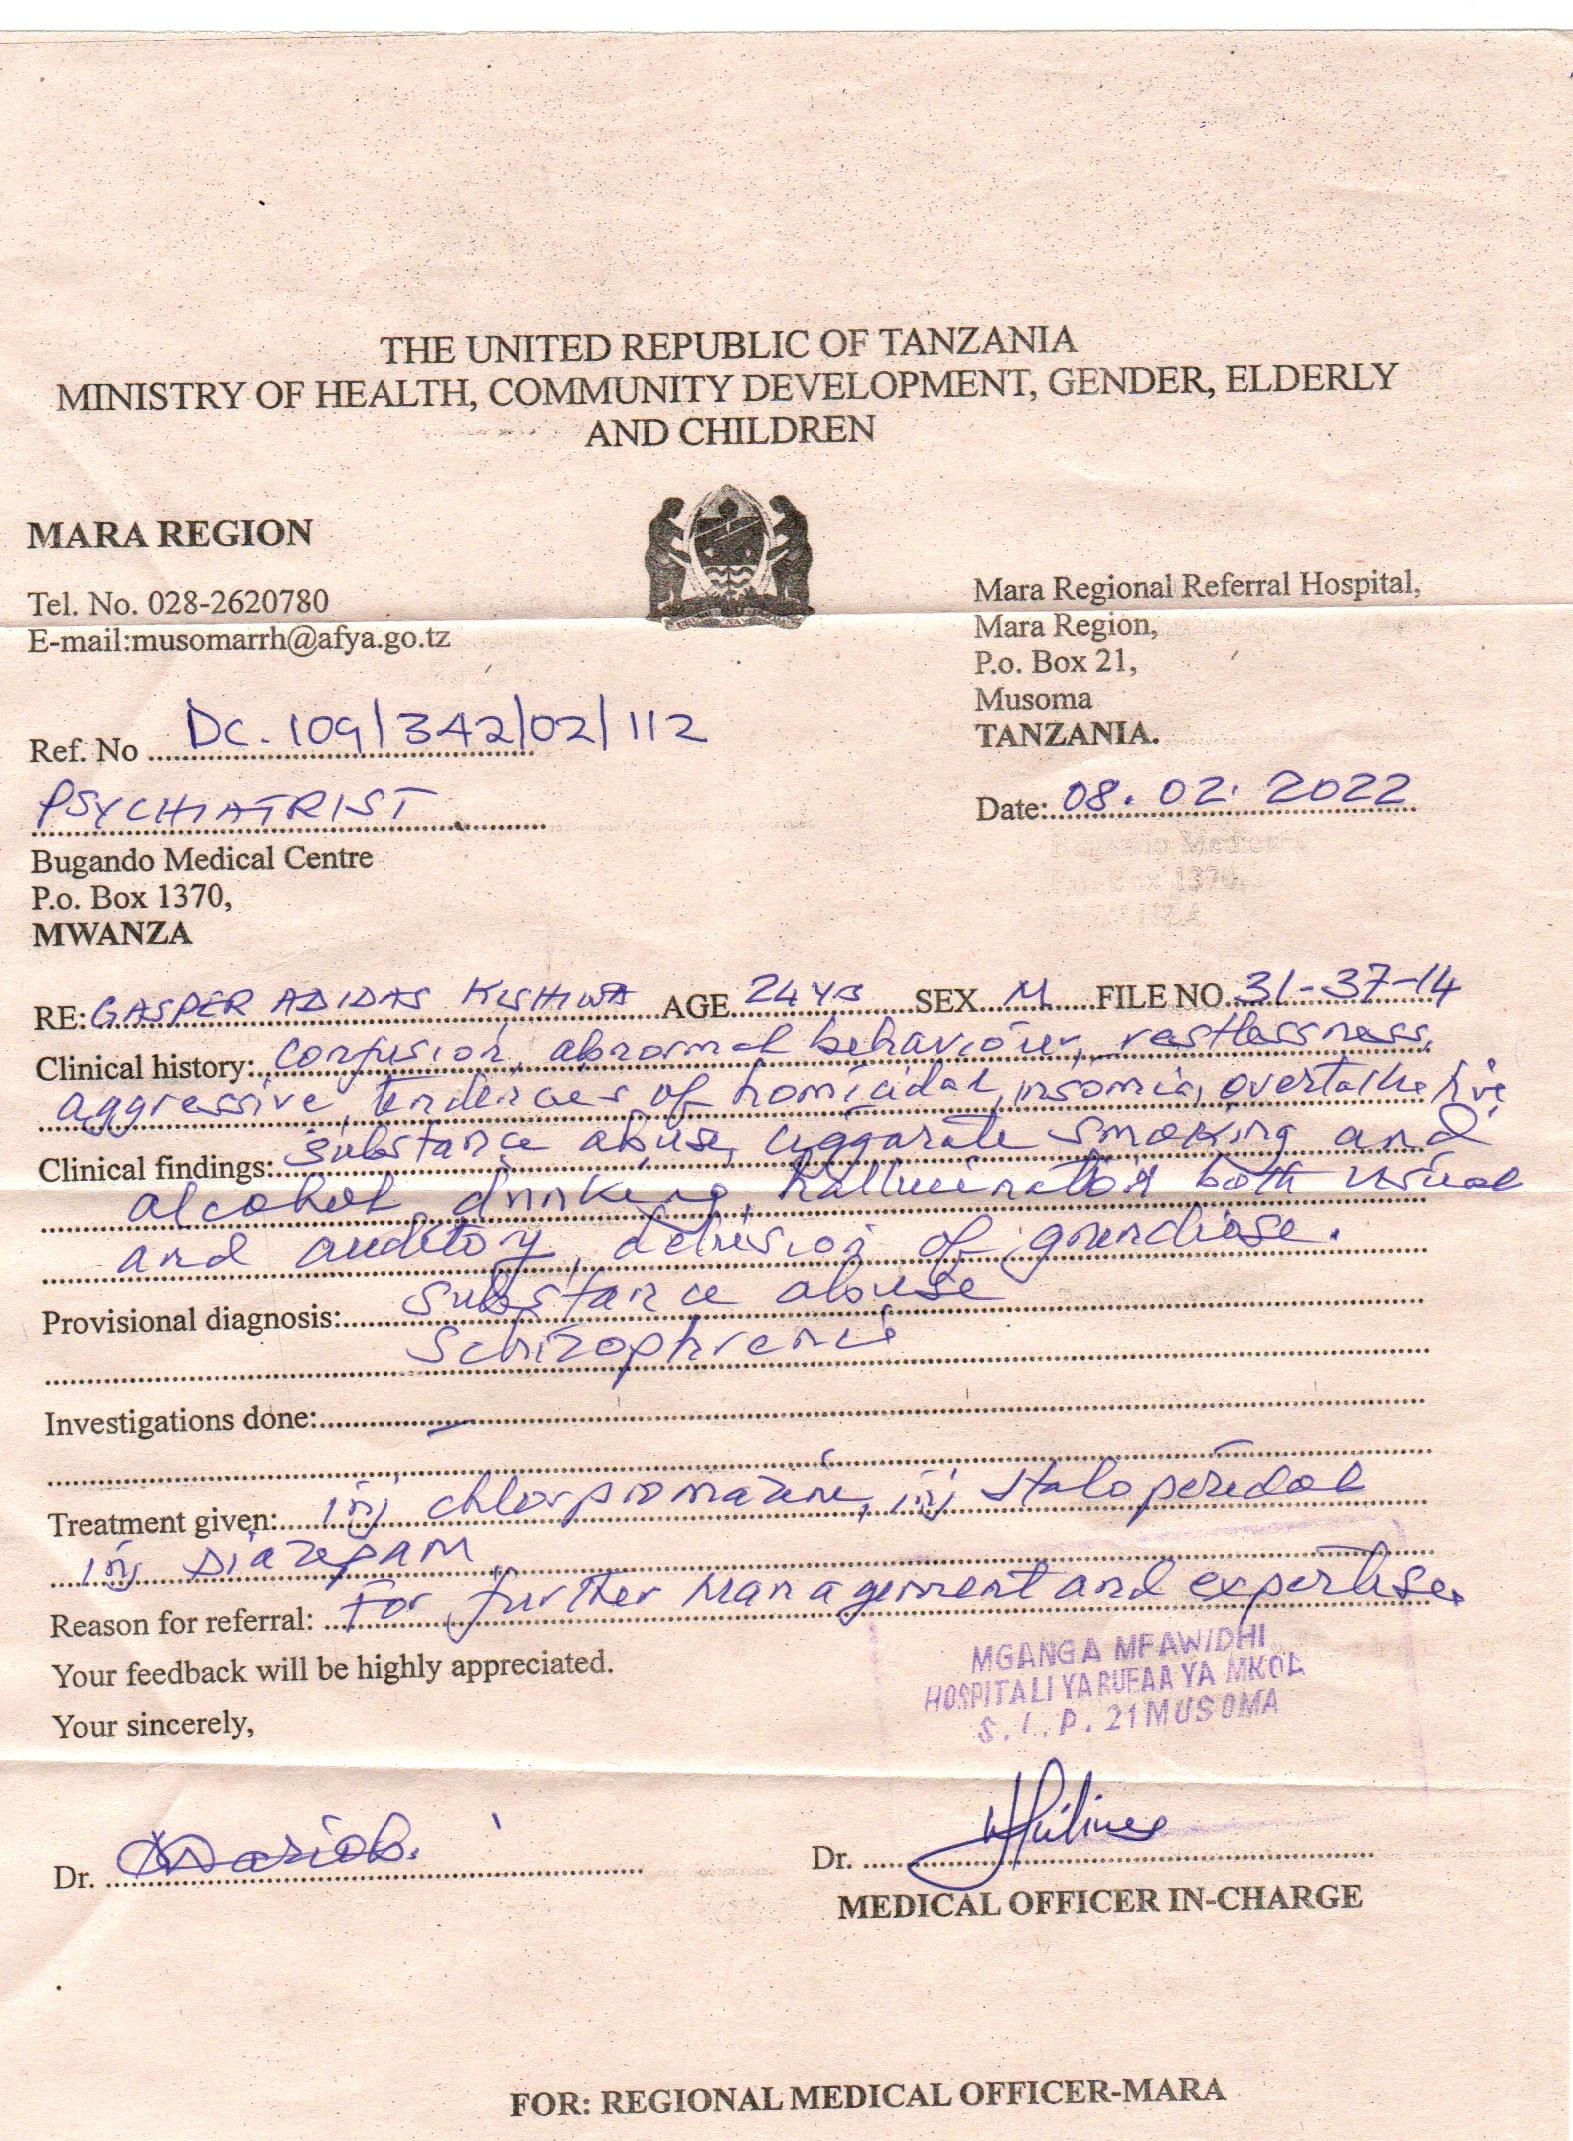 THE UNITED REPUBLIC OF TANZANIA
MINISTRY OF HEALTH, COMMUNITY DEVELOPMENT, GENDER, ELDERLY
AND CHILDREN
MARA REGION
Tel. No. 028-2620780
E-mail:musomarrh@afya.go.tz
Mara Regional Referral Hospital,
Mara Region,
P.o. Box 21,
Musoma
TANZANIA.
Ref. No DC. 109/342/02/112
Date: 08. 02. 2022
PSYCHIATRIST
Bugando Medical Centre
P.o. Box 1370,
MWANZA
RE: GASPER ADIDAS KISHIWA AGE 24 yrs SEX M FILE NO. 31-37-14
Clinical history: confusion, abnormal behaviour, restlessness,
aggressive, tendencies of homicidal, insomia, overtalkative
Clinical findings: substance abuse, ciggarate smoking and
alcohol drinking, hallucination both visual
and auditory, delusion of grandiose.
Provisional diagnosis: substance abuse
Schizophrenia
Investigations done: –
Treatment given: inj chlorpromazine, inj Haloperidol
inj Diazepam
Reason for referral: For further management and expertise.
Your feedback will be highly appreciated.
Your sincerely,
MGANGA MFAWIDHI
HOSPITALI YA RUFAA YA MKOA
S. L. P. 21 MUSOMA
Dr.
Dr.
MEDICAL OFFICER IN-CHARGE
FOR: REGIONAL MEDICAL OFFICER-MARA